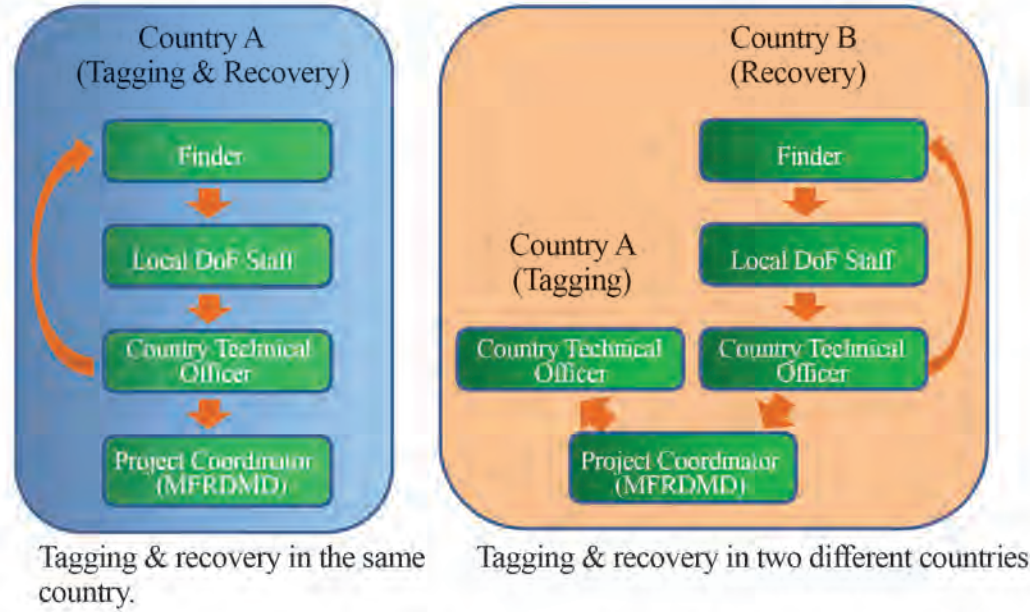 Country A
(Tagging & Recovery)
Finder
Local DoF Staff
Country Technical
Officer
Project Coordinator
(MFRDMD)
Tagging & recovery in the same
country.
Country B
(Recovery)
Finder
Local DoF Staff
Country A
(Tagging)
Country Technical
Officer
Country Technical
Officer
Project Coordinator
(MFRDMD)
Tagging & recovery in two different countries